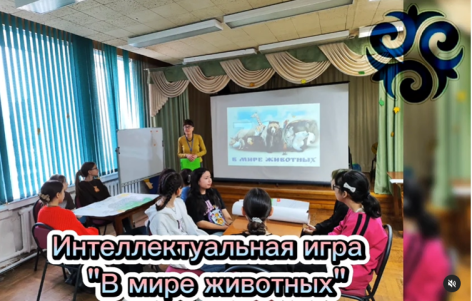 В МИРЕ ЖИВОТНЫХ
Интеллектуальная игра
"В мире животных"